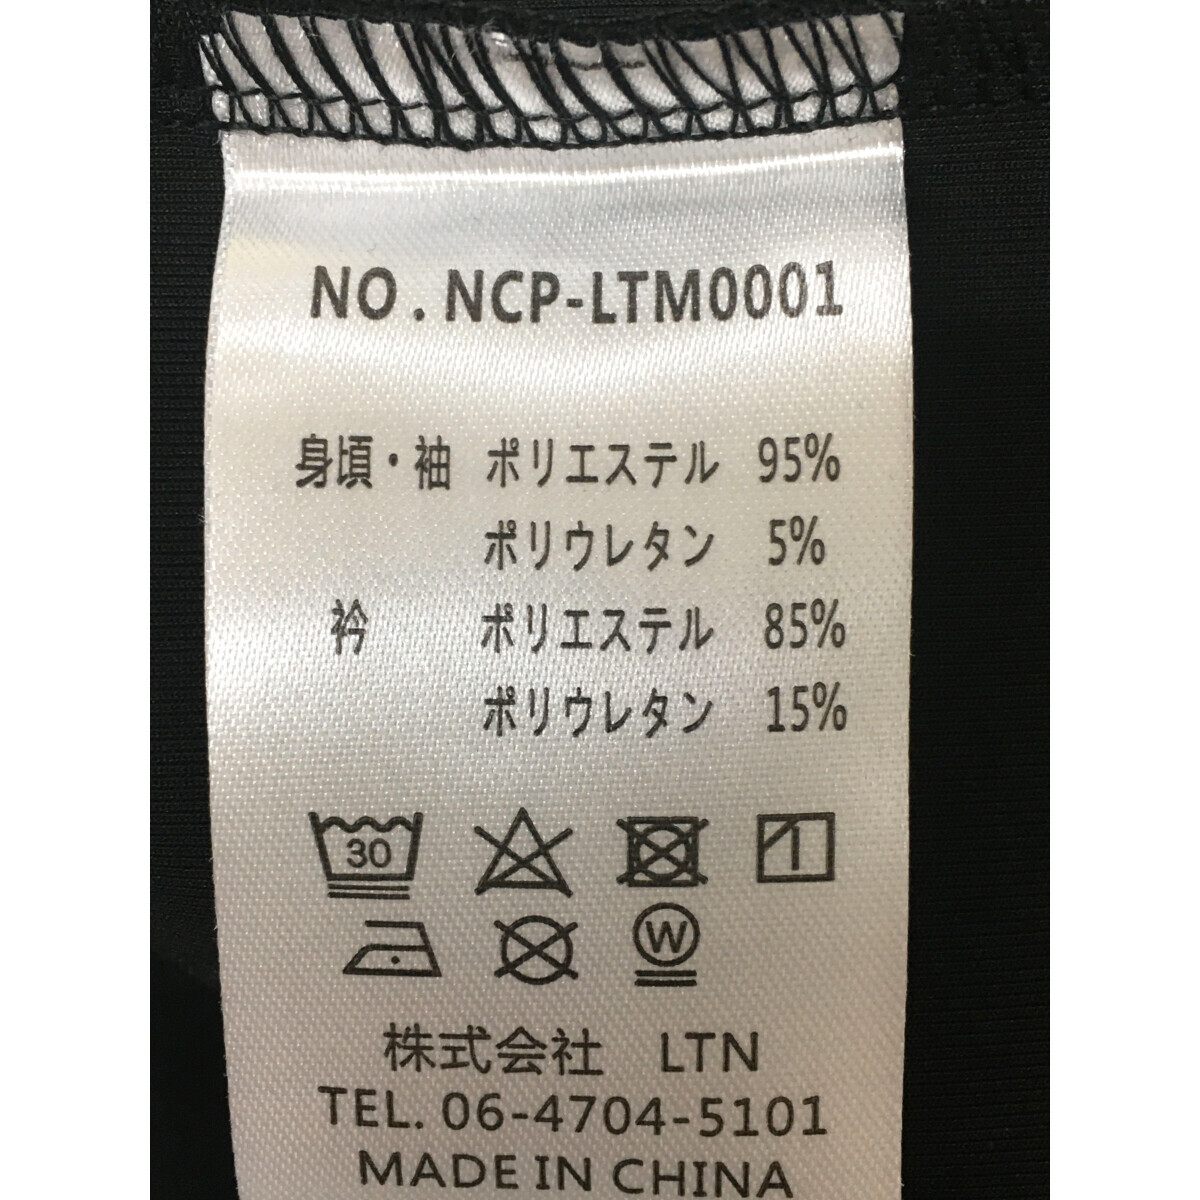 NO.NCP-LTM0001
身頃・袖 ポリエステル 95%
ポリウレタン 5%
衿 ポリエステル 85%
ポリウレタン 15%
30
W
株式会社 LTN
TEL. 06-4704-5101
MADE IN CHINA